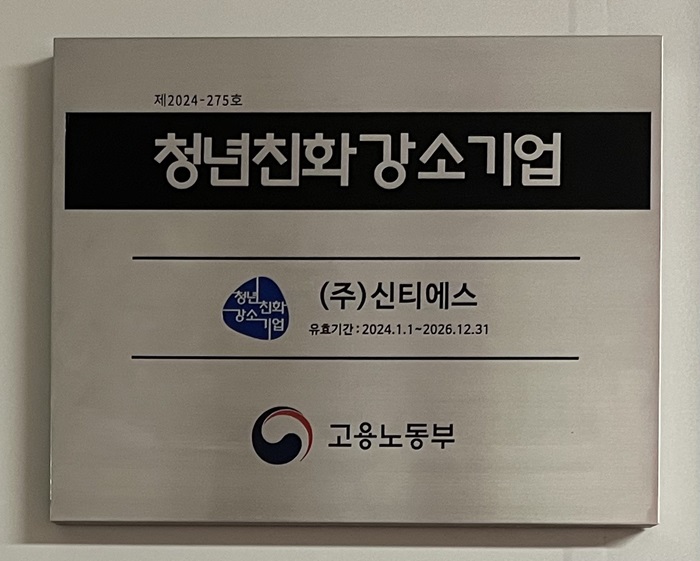 제2024-275호
청년친화강소기업
청년친화
강소기업
(주)신티에스
유효기간 : 2024.1.1~2026.12.31
고용노동부